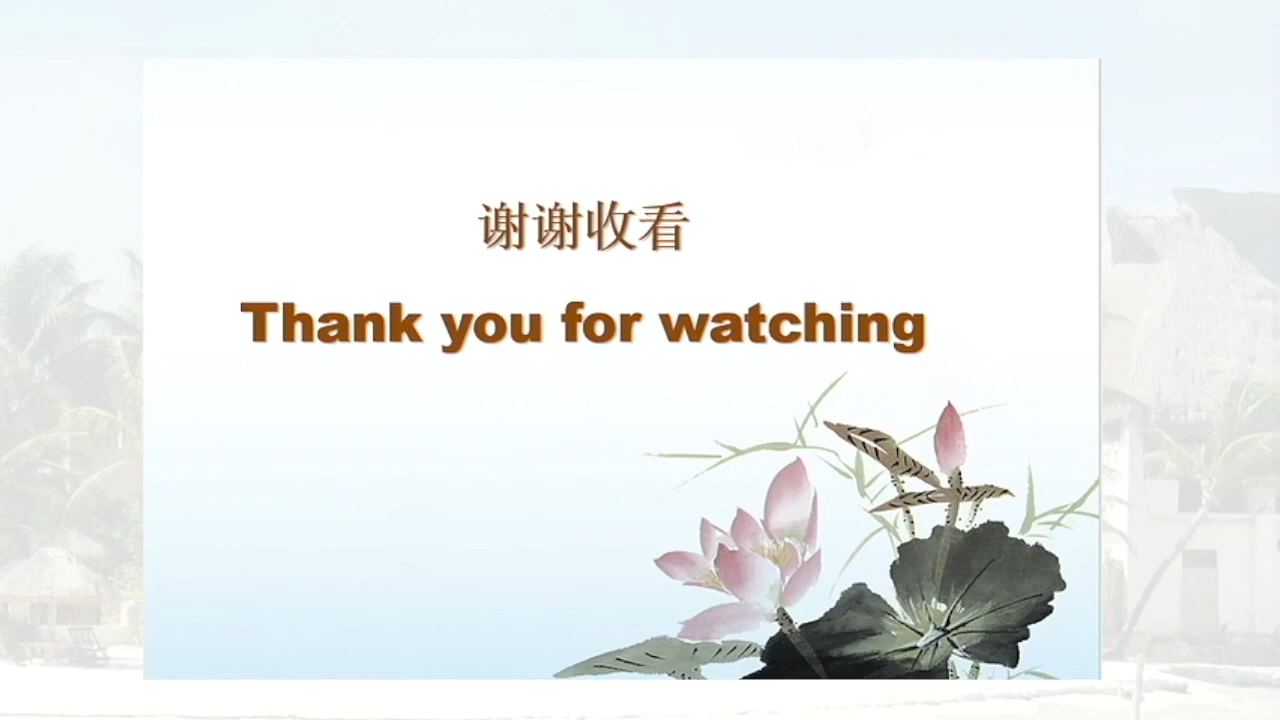 谢谢收看
Thank you for watching